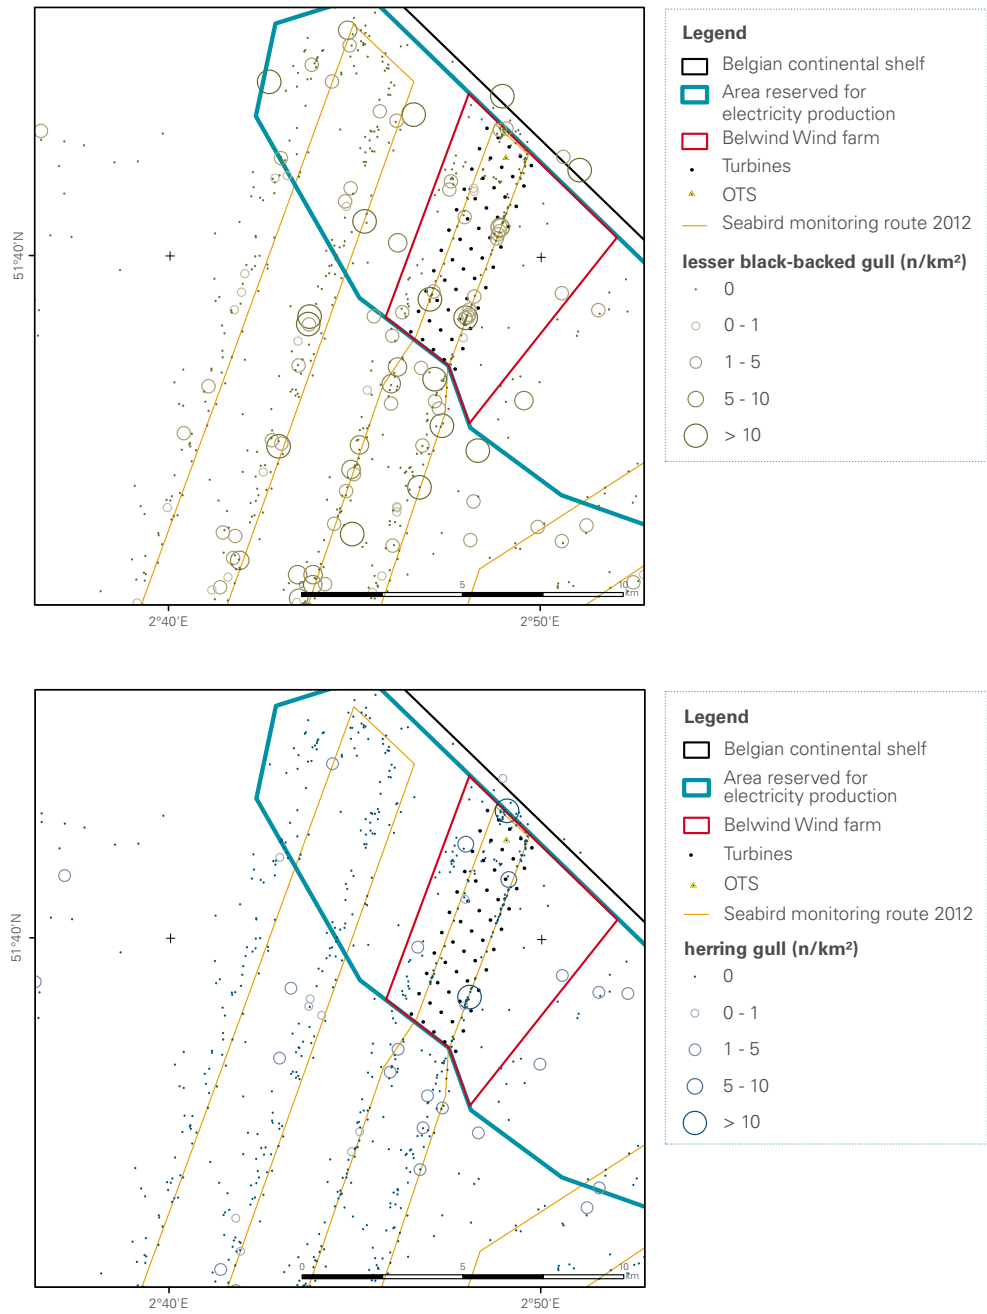 Legend
Belgian continental shelf
Area reserved for
electricity production
Belwind Wind farm
Turbines
OTS
Seabird monitoring route 2012
lesser black-backed gull (n/km²)
0
0 - 1
1 - 5
5 - 10
> 10
51°40'N
0
5
10
km
2°40'E
2°50'E
Legend
Belgian continental shelf
Area reserved for
electricity production
Belwind Wind farm
Turbines
OTS
Seabird monitoring route 2012
herring gull (n/km²)
0
0 - 1
1 - 5
5 - 10
> 10
51°40'N
0
5
10
km
2°40'E
2°50'E